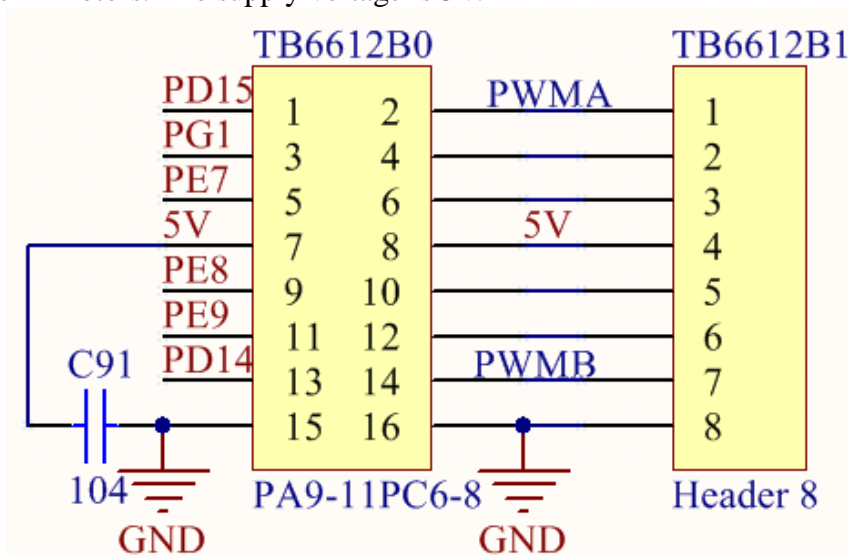 TB6612B0 TB6612B1
PD15 1 2 PWMA 1
PG1 3 4 2
PE7 5 6 3
5V 7 8 5V 4
PE8 9 10 5
PE9 11 12 6
C91 PD14 13 14 PWMB 7
15 16 8
104 PA9-11PC6-8 Header 8
GND GND